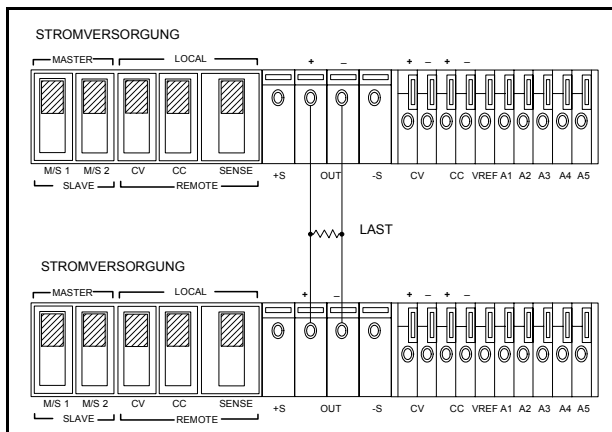 STROMVERSORGUNG
MASTER LOCAL + – + – + –
M/S 1 M/S 2 CV CC SENSE +S OUT -S CV CC VREF A1 A2 A3 A4 A5
SLAVE REMOTE
LAST
STROMVERSORGUNG
MASTER LOCAL + – + – + –
M/S 1 M/S 2 CV CC SENSE +S OUT -S CV CC VREF A1 A2 A3 A4 A5
SLAVE REMOTE